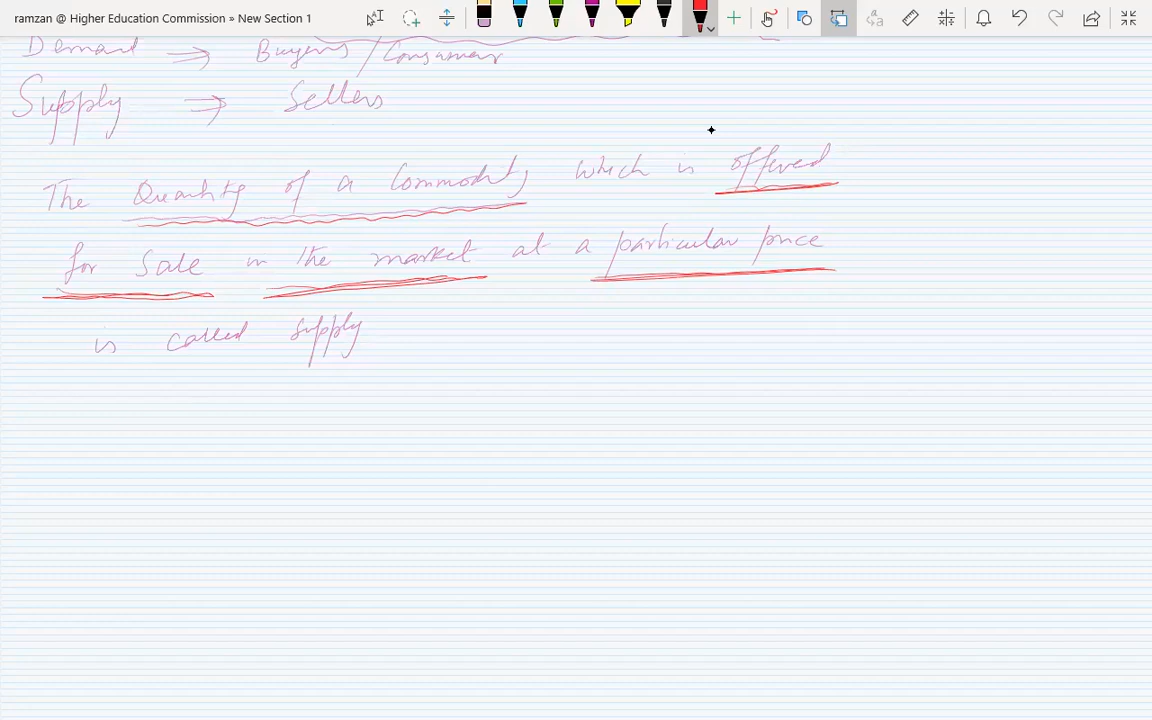 ramzan @ Higher Education Commission » New Section 1
Demand → Buyers/Consumers
Supply → Sellers
The Quantity of a Commodity which is offered
for sale in the market at a particular price
is called supply